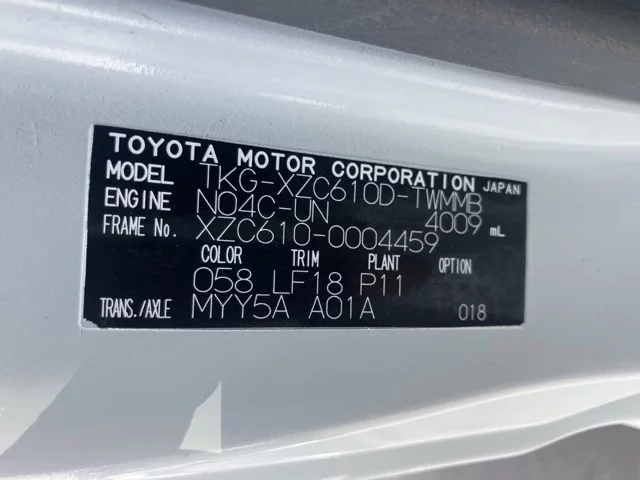 TOYOTA MOTOR CORPORATION JAPAN
MODEL TKG-XZC610D-TWMMB
ENGINE N04C-UN 4009 mL
FRAME No. XZC610-0004459
COLOR TRIM PLANT OPTION
058 LF18 P11
TRANS./AXLE MYY5A A01A 018